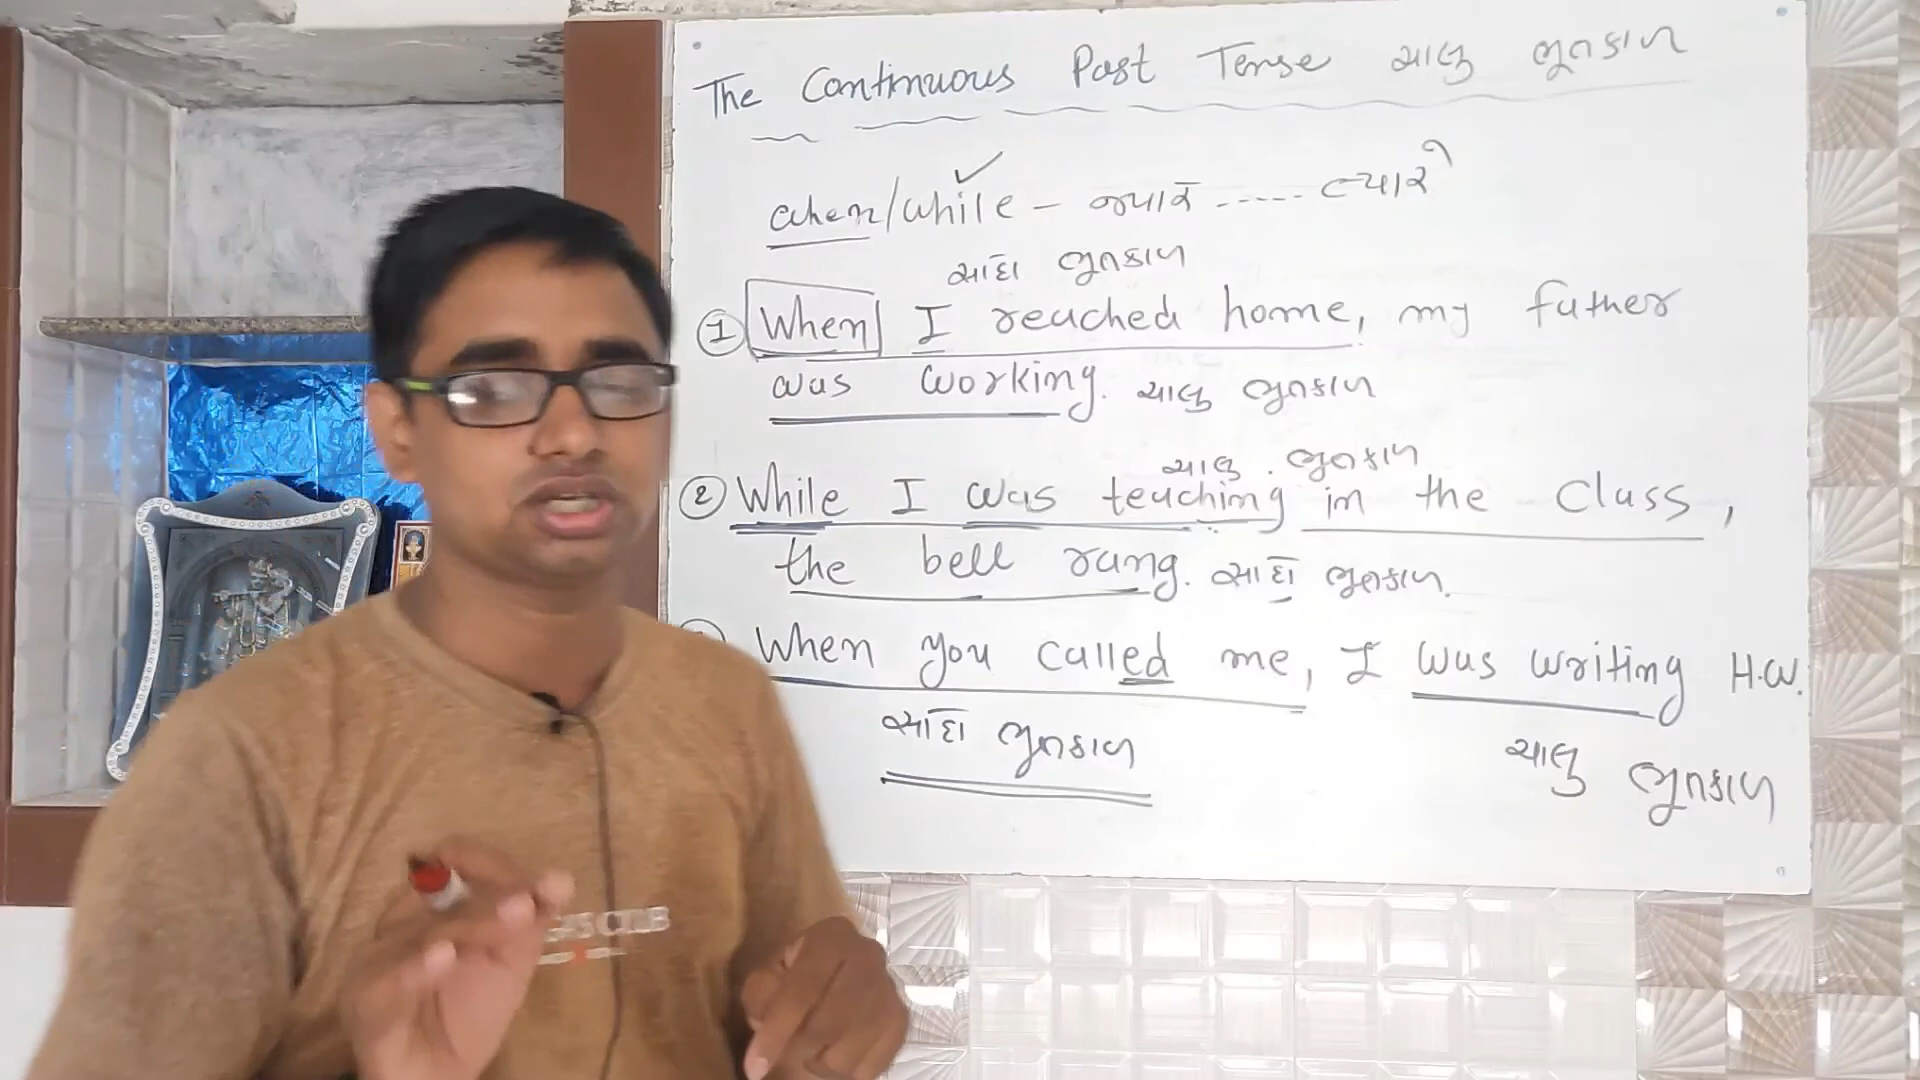 The Continuous Past Tense ચાલુ ભૂતકાળ
when/while - જ્યારે ----- ત્યારે
સાદા ભૂતકાળ
① When I reached home, my father
was working. ચાલુ ભૂતકાળ
ચાલુ . ભૂતકાળ
② While I was teaching in the class,
the bell rang. સાદા ભૂતકાળ.
When you called me, I was writing H.W.
સાદા ભૂતકાળ
ચાલુ ભૂતકાળ